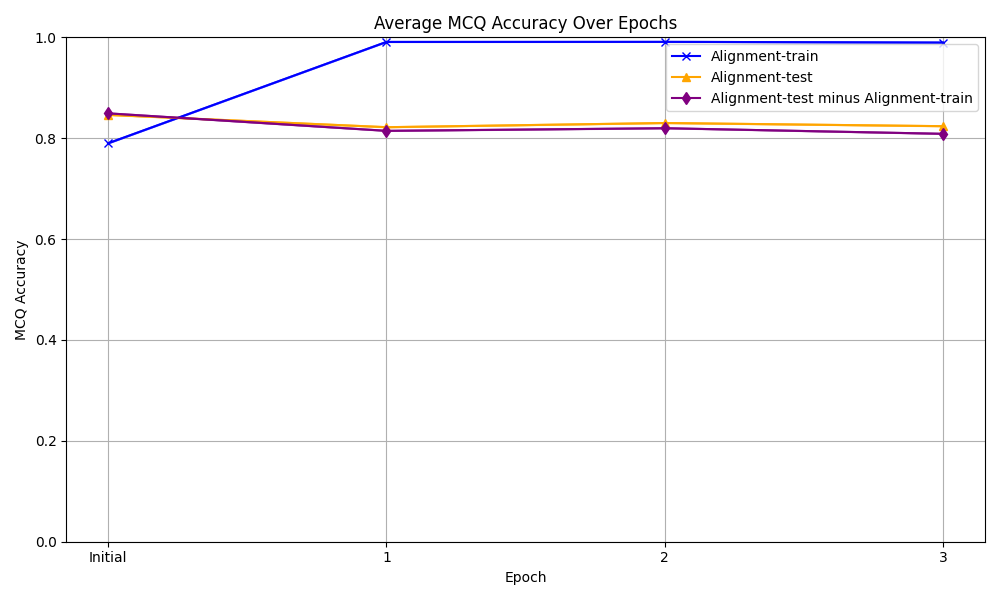 Average MCQ Accuracy Over Epochs
1.0
0.8
0.6
0.4
0.2
0.0
MCQ Accuracy
Alignment-train
Alignment-test
Alignment-test minus Alignment-train
Initial
1
2
3
Epoch